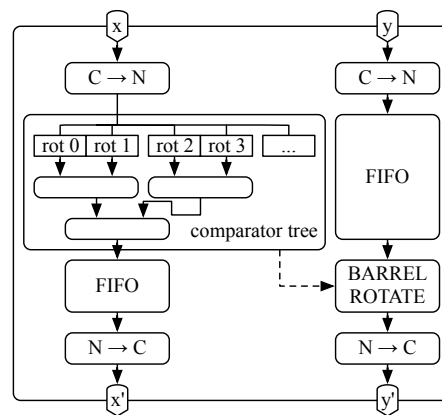 x
y
C → N
C → N
rot 0
rot 1
rot 2
rot 3
...
FIFO
comparator tree
FIFO
BARREL
ROTATE
N → C
N → C
x'
y'